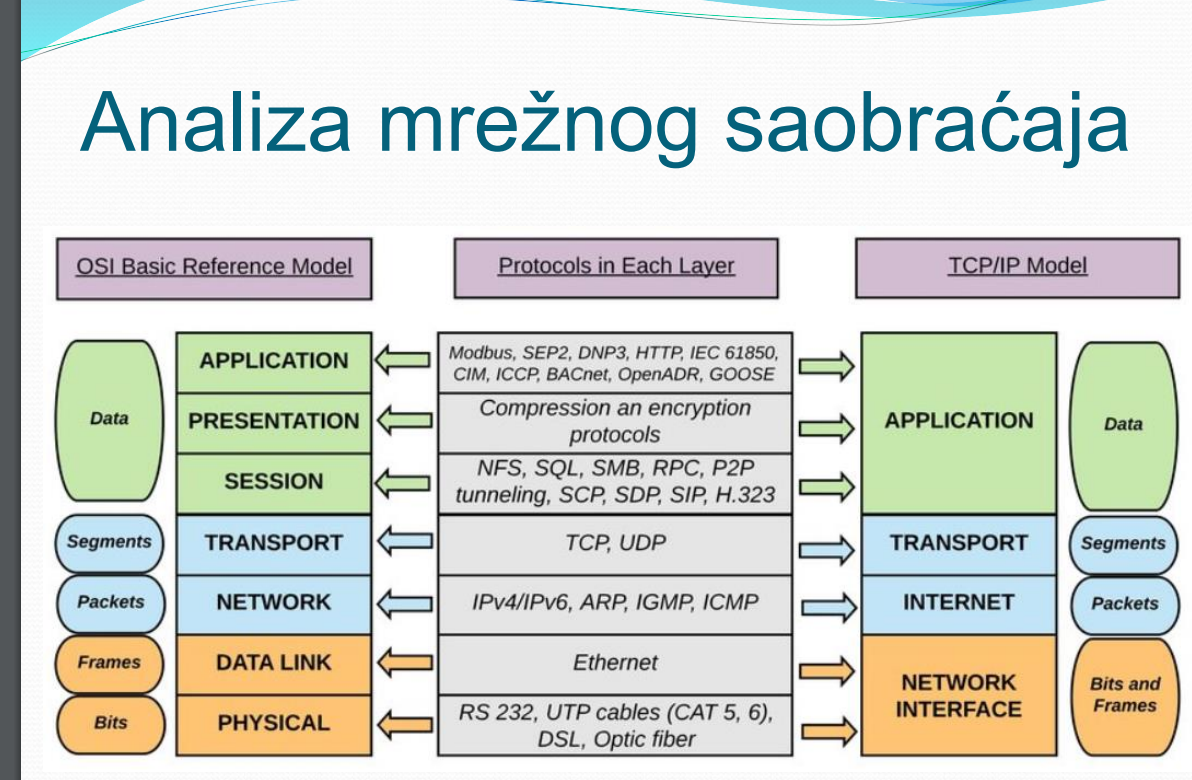 Analiza mrežnog saobraćaja
OSI Basic Reference Model
Protocols in Each Layer
TCP/IP Model
Data
APPLICATION
PRESENTATION
SESSION
Modbus, SEP2, DNP3, HTTP, IEC 61850,
CIM, ICCP, BACnet, OpenADR, GOOSE
Compression an encryption
protocols
NFS, SQL, SMB, RPC, P2P
tunneling, SCP, SDP, SIP, H.323
APPLICATION
Data
Segments
TRANSPORT
TCP, UDP
TRANSPORT
Segments
Packets
NETWORK
IPv4/IPv6, ARP, IGMP, ICMP
INTERNET
Packets
Frames
DATA LINK
Ethernet
Bits
PHYSICAL
RS 232, UTP cables (CAT 5, 6),
DSL, Optic fiber
NETWORK
INTERFACE
Bits and
Frames